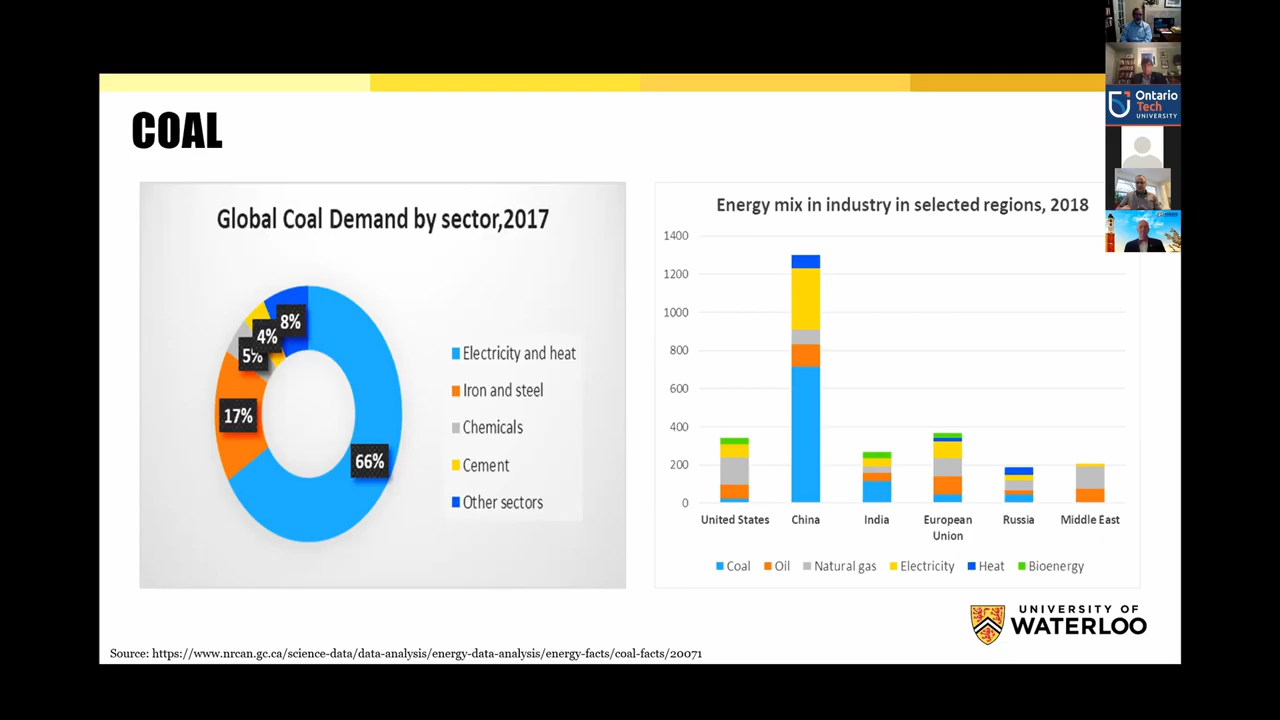 COAL
Global Coal Demand by sector,2017
8%
4%
5%
17%
66%
Electricity and heat
Iron and steel
Chemicals
Cement
Other sectors
Energy mix in industry in selected regions, 2018
1400
1200
1000
800
600
400
200
0
United States
China
India
European
Union
Russia
Middle East
Coal
Oil
Natural gas
Electricity
Heat
Bioenergy
Ontario
Tech
UNIVERSITY
UNIVERSITY OF
WATERLOO
Source: https://www.nrcan.gc.ca/science-data/data-analysis/energy-data-analysis/energy-facts/coal-facts/20071